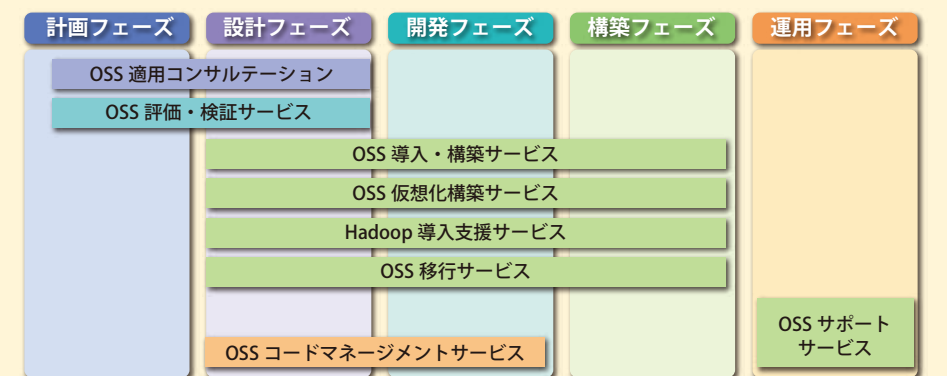 計画フェーズ
設計フェーズ
開発フェーズ
構築フェーズ
運用フェーズ
OSS 適用コンサルテーション
OSS 評価・検証サービス
OSS 導入・構築サービス
OSS 仮想化構築サービス
Hadoop 導入支援サービス
OSS 移行サービス
OSS コードマネージメントサービス
OSS サポート
サービス